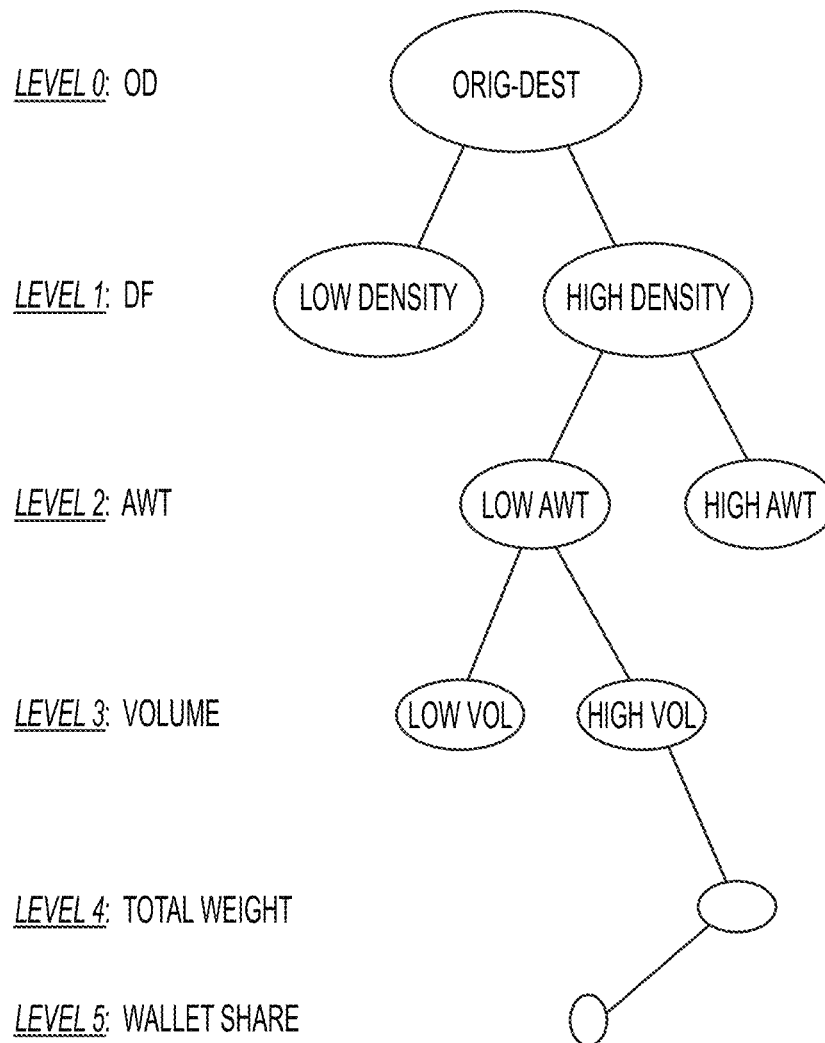 LEVEL 0: OD
ORIG-DEST
LEVEL 1: DF
LOW DENSITY
HIGH DENSITY
LEVEL 2: AWT
LOW AWT
HIGH AWT
LEVEL 3: VOLUME
LOW VOL
HIGH VOL
LEVEL 4: TOTAL WEIGHT
LEVEL 5: WALLET SHARE